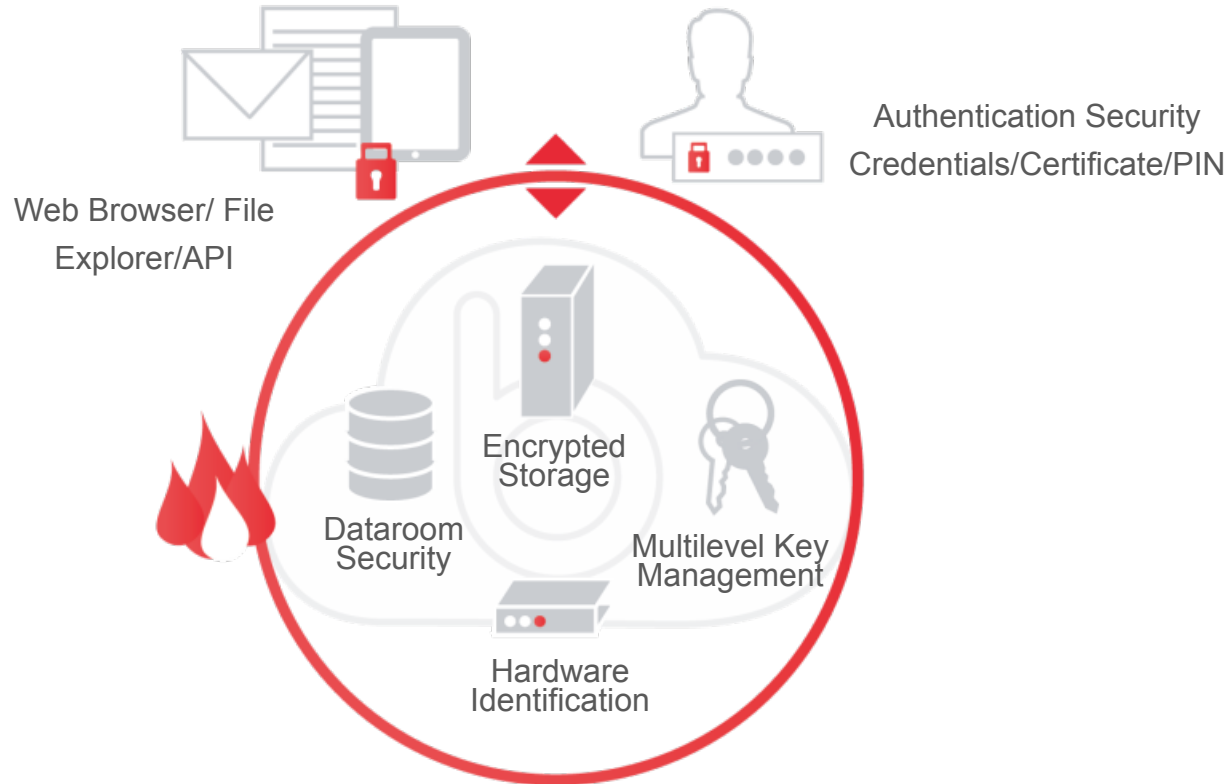 Authentication Security
Credentials/Certificate/PIN
Web Browser/ File
Explorer/API
Encrypted
Storage
Dataroom
Security
Multilevel Key
Management
Hardware
Identification